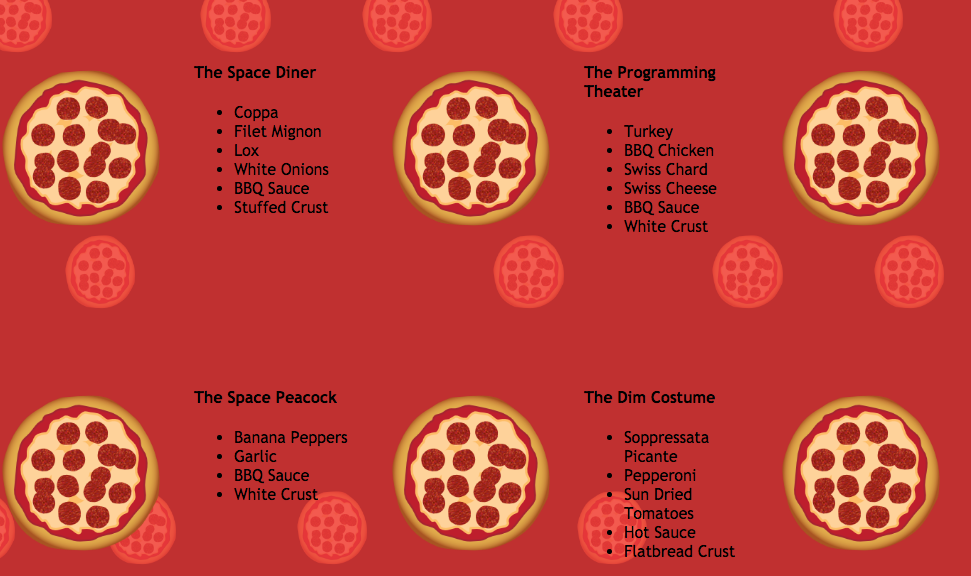 The Space Diner
• Coppa
• Filet Mignon
• Lox
• White Onions
• BBQ Sauce
• Stuffed Crust
The Programming
Theater
• Turkey
• BBQ Chicken
• Swiss Chard
• Swiss Cheese
• BBQ Sauce
• White Crust
The Space Peacock
• Banana Peppers
• Garlic
• BBQ Sauce
• White Crust
The Dim Costume
• Soppressata
Picante
• Pepperoni
• Sun Dried
Tomatoes
• Hot Sauce
• Flatbread Crust